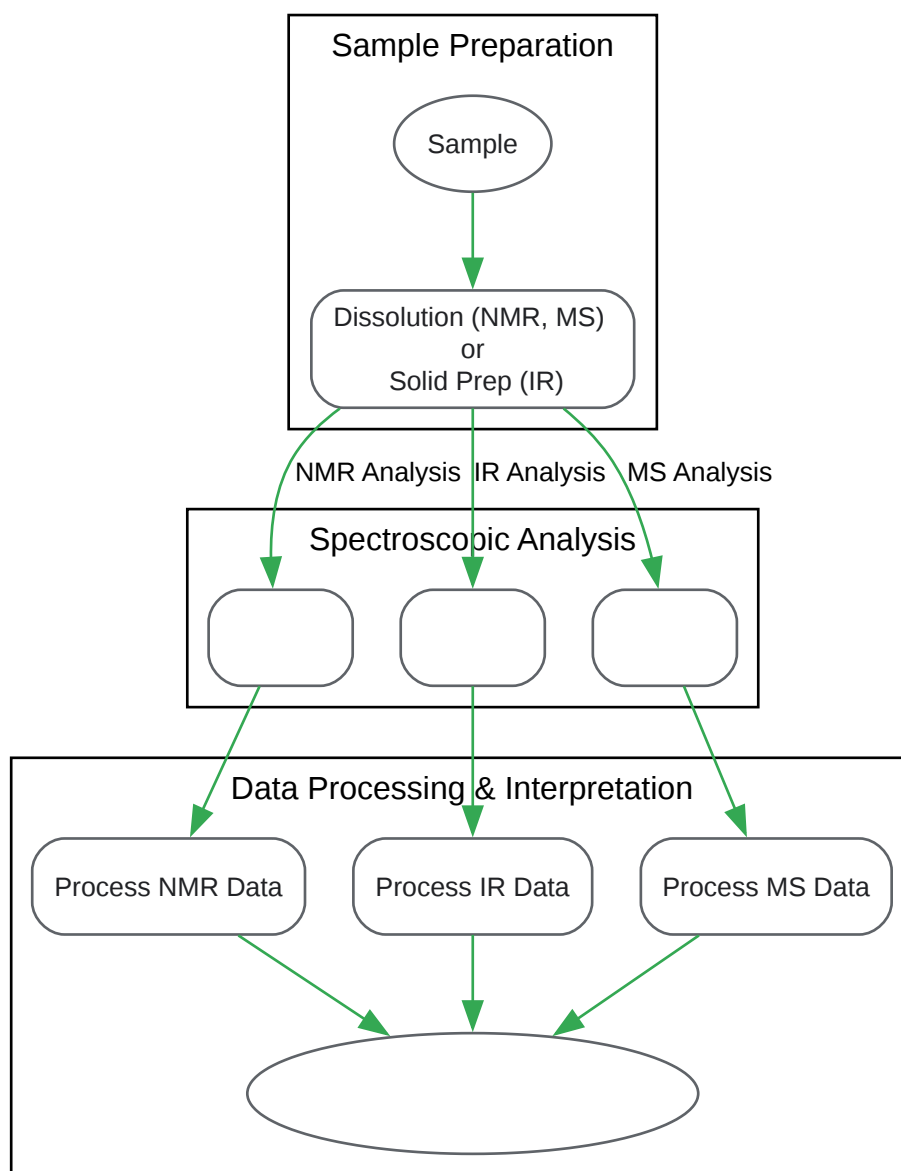 Sample Preparation
Sample
Dissolution (NMR, MS)
or
Solid Prep (IR)
NMR Analysis
IR Analysis
MS Analysis
Spectroscopic Analysis
Data Processing & Interpretation
Process NMR Data
Process IR Data
Process MS Data